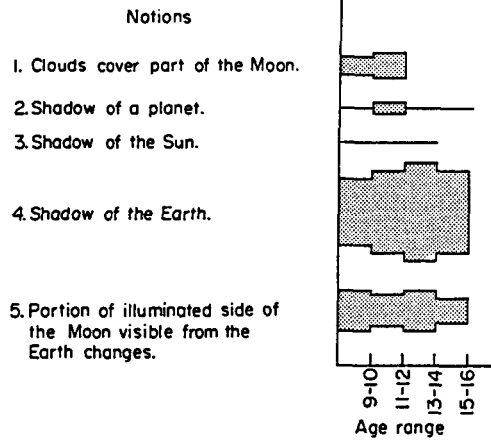 Notions
1. Clouds cover part of the Moon.
2. Shadow of a planet.
3. Shadow of the Sun.
4. Shadow of the Earth.
5. Portion of illuminated side of
the Moon visible from the
Earth changes.
9-10
11-12
13-14
15-16
Age range